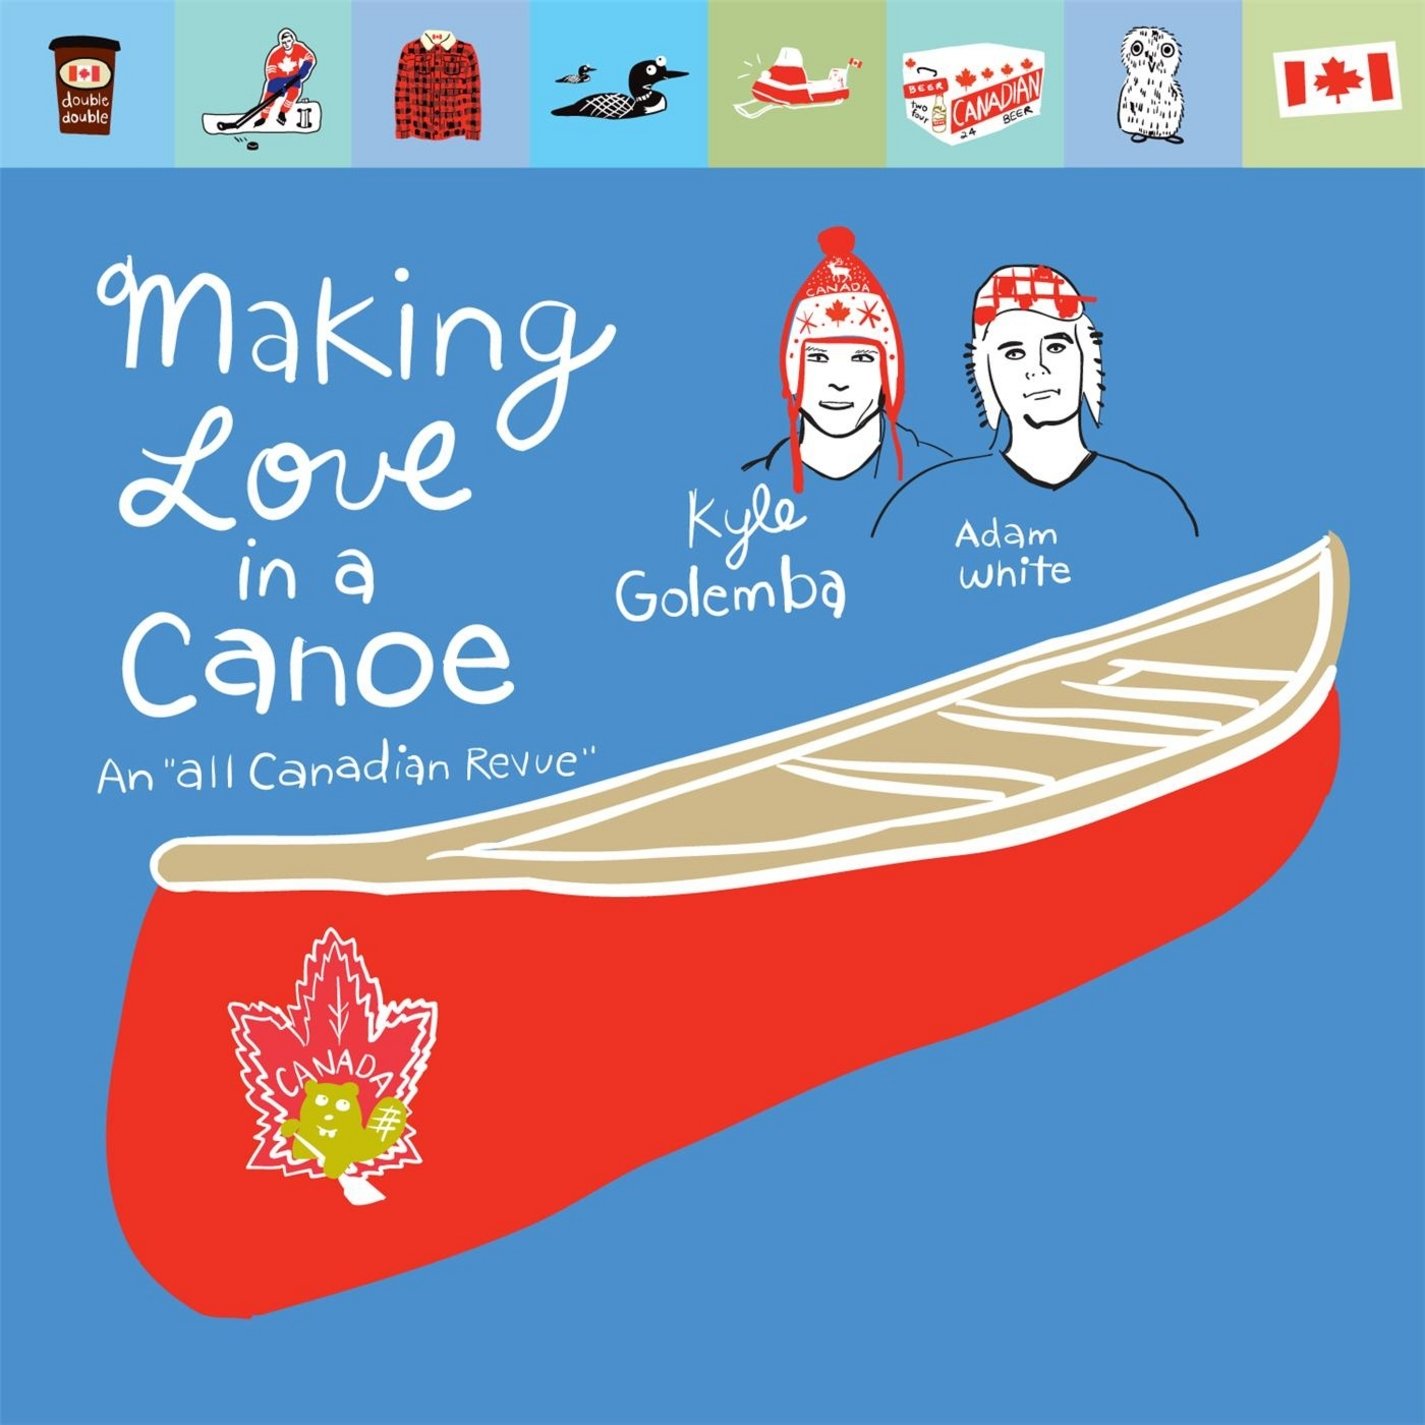 double
double
BEER
two
four
CANADIAN
BEER
24
Making
Love
in a
Canoe
An "all Canadian Revue"
CANADA
Kyle
Golemba
Adam
White
CANADA